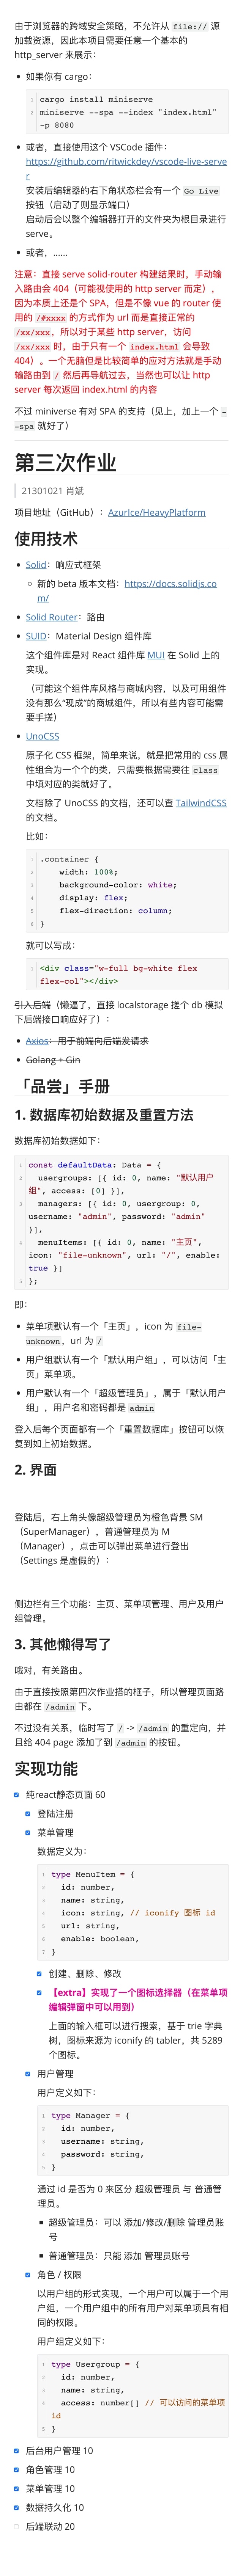 由于浏览器的跨域安全策略，不允许从 file:// 源
加载资源，因此本项目需要任意一个基本的
http_server 来展示：
如果你有 cargo：
1 cargo install miniserve
2 miniserve --spa --index "index.html"
-p 8080
或者，直接使用这个 VSCode 插件：
https://github.com/ritwickdey/vscode-live-serve
r
安装后编辑器的右下角状态栏会有一个 Go Live
按钮（启动了则显示端口）
启动后会以整个编辑器打开的文件夹为根目录进行
serve。
或者，……
注意：直接 serve solid-router 构建结果时，手动输
入路由会 404（可能视使用的 http server 而定），
因为本质上还是个 SPA，但是不像 vue 的 router 使
用的 /#xxxx 的方式作为 url 而是直接正常的
/xx/xxx，所以对于某些 http server，访问
/xx/xxx 时，由于只有一个 index.html 会导致
404）。一个无脑但是比较简单的应对方法就是手动
输路由到 / 然后再导航过去，当然也可以让 http
server 每次返回 index.html 的内容
不过 miniverse 有对 SPA 的支持（见上，加上一个 -
-spa 就好了）
第三次作业
21301021 肖斌
项目地址（GitHub）：AzurIce/HeavyPlatform
使用技术
Solid：响应式框架
新的 beta 版本文档：https://docs.solidjs.co
m/
Solid Router：路由
SUID：Material Design 组件库
这个组件库是对 React 组件库 MUI 在 Solid 上的
实现。
（可能这个组件库风格与商城内容，以及可用组件
没有那么“现成”的商城组件，所以有些内容可能需
要手搓）
UnoCSS
原子化 CSS 框架，简单来说，就是把常用的 css 属
性组合为一个个的类，只需要根据需要往 class
中填对应的类就好了。
文档除了 UnoCSS 的文档，还可以查 TailwindCSS
的文档。
比如：
1 .container {
2 width: 100%;
3 background-color: white;
4 display: flex;
5 flex-direction: column;
6 }
就可以写成：
1 <div class="w-full bg-white flex
flex-col"></div>
引入后端（懒逼了，直接 localstorage 搓个 db 模拟
下后端接口响应好了）：
Axios：用于前端向后端发请求
Golang + Gin
「品尝」手册
1. 数据库初始数据及重置方法
数据库初始数据如下：
1 const defaultData: Data = {
2 usergroups: [{ id: 0, name: "默认用户
组", access: [0] }],
3 managers: [{ id: 0, usergroup: 0,
username: "admin", password: "admin"
}],
4 menuItems: [{ id: 0, name: "主页",
icon: "file-unknown", url: "/", enable:
true }]
5 };
即：
菜单项默认有一个「主页」，icon 为 file-
unknown，url 为 /
用户组默认有一个「默认用户组」，可以访问「主
页」菜单项。
用户默认有一个「超级管理员」，属于「默认用户
组」，用户名和密码都是 admin
登入后每个页面都有一个「重置数据库」按钮可以恢
复到如上初始数据。
2. 界面
登陆后，右上角头像超级管理员为橙色背景 SM
（SuperManager），普通管理员为 M
（Manager），点击可以弹出菜单进行登出
（Settings 是虚假的）：
侧边栏有三个功能：主页、菜单项管理、用户及用户
组管理。
3. 其他懒得写了
哦对，有关路由。
由于直接按照第四次作业搭的框子，所以管理页面路
由都在 /admin 下。
不过没有关系，临时写了 / -> /admin 的重定向，并
且给 404 page 添加了到 /admin 的按钮。
实现功能
纯react静态页面 60
登陆注册
菜单管理
数据定义为：
1 type MenuItem = {
2 id: number,
3 name: string,
4 icon: string, // iconify 图标 id
5 url: string,
6 enable: boolean,
7 }
创建、删除、修改
【extra】实现了一个图标选择器（在菜单项
编辑弹窗中可以用到）
上面的输入框可以进行搜索，基于 trie 字典
树，图标来源为 iconify 的 tabler，共 5289
个图标。
用户管理
用户定义如下：
1 type Manager = {
2 id: number,
3 username: string,
4 password: string,
5 }
通过 id 是否为 0 来区分 超级管理员 与 普通管
理员。
超级管理员：可以 添加/修改/删除 管理员账
号
普通管理员：只能 添加 管理员账号
角色 / 权限
以用户组的形式实现，一个用户可以属于一个用
户组，一个用户组中的所有用户对菜单项具有相
同的权限。
用户组定义如下：
1 type Usergroup = {
2 id: number,
3 name: string,
4 access: number[] // 可以访问的菜单项
id
5 }
后台用户管理 10
角色管理 10
菜单管理 10
数据持久化 10
后端联动 20